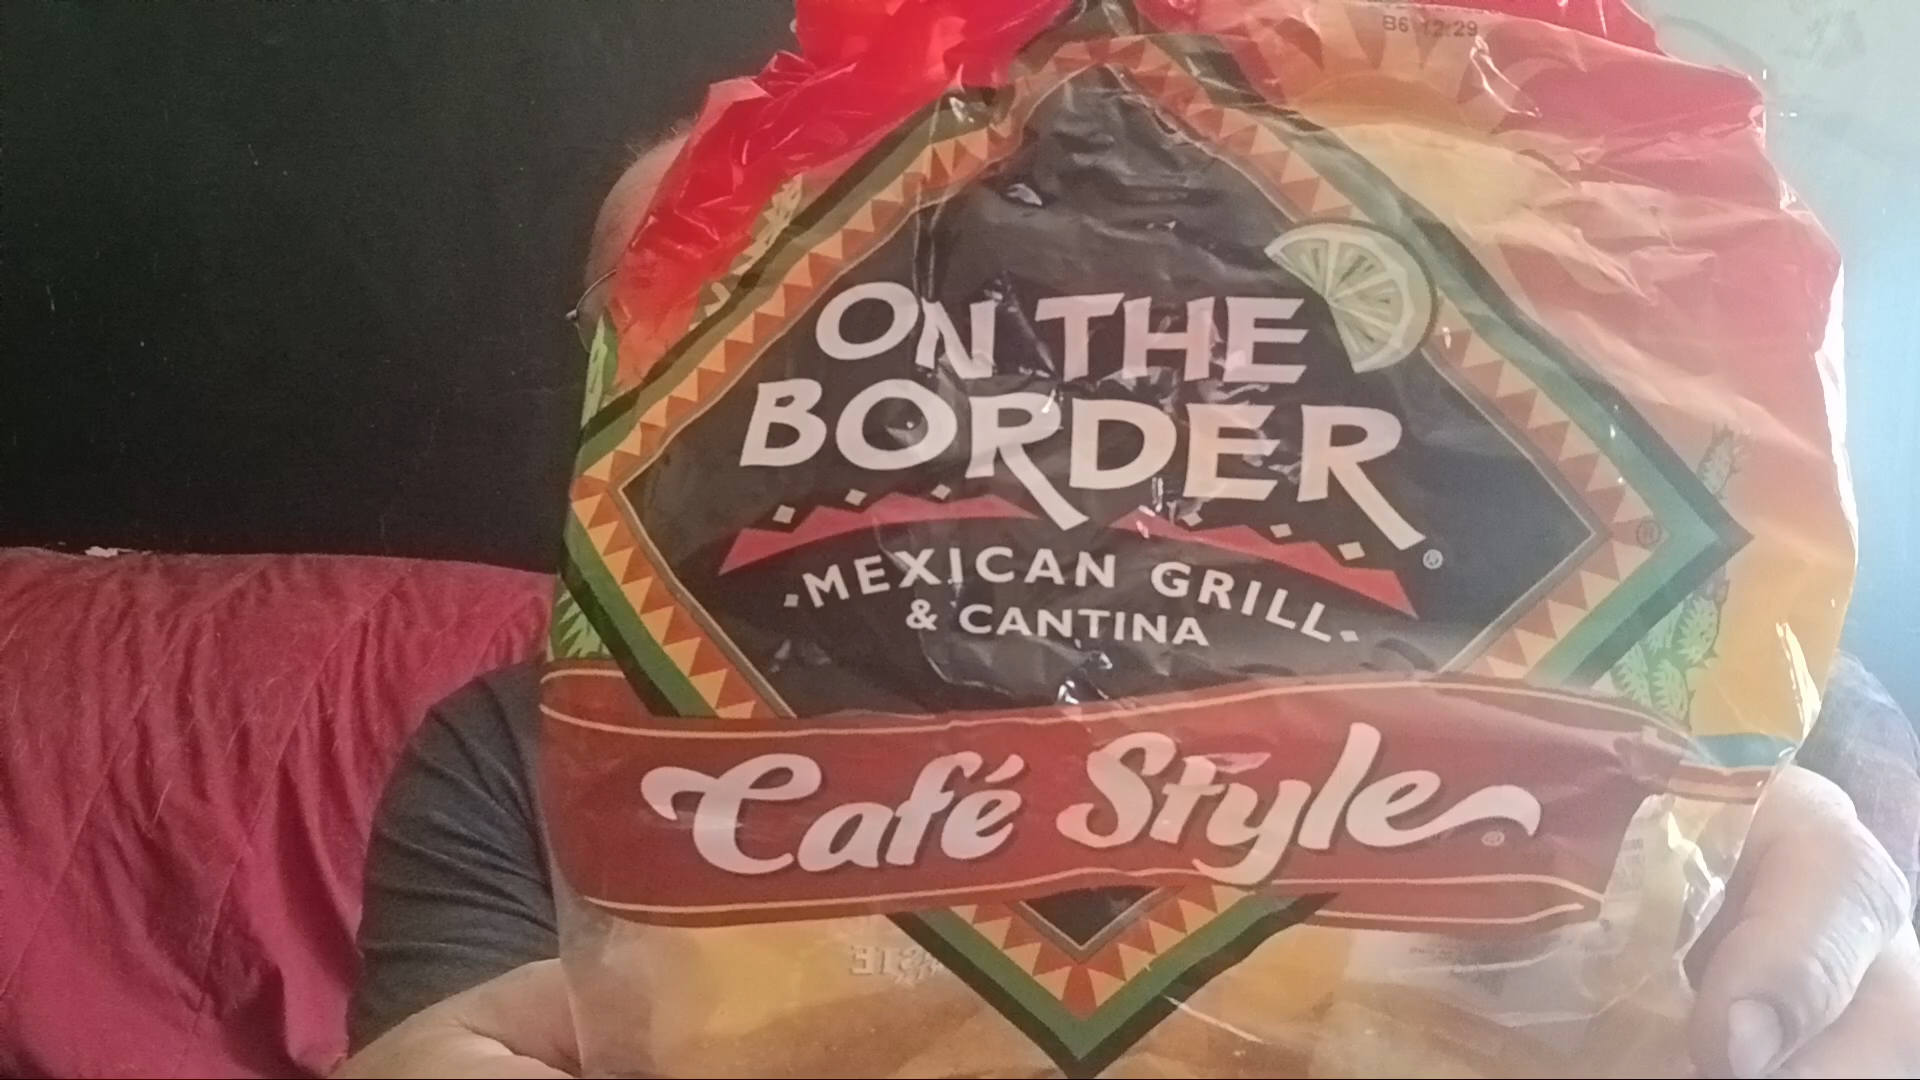 B6 12:29
ON THE
BORDER®
·MEXICAN GRILL·
& CANTINA
®
Café Style®